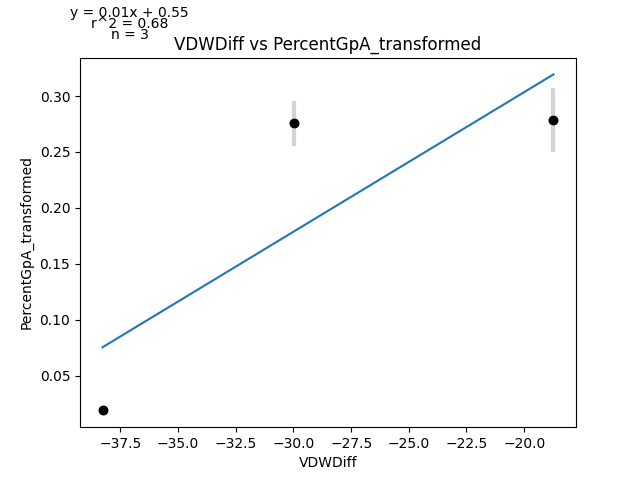 y = 0.01x + 0.55
r^2 = 0.68
n = 3
VDWDiff vs PercentGpA_transformed
PercentGpA_transformed
0.30
0.25
0.20
0.15
0.10
0.05
−37.5 −35.0 −32.5 −30.0 −27.5 −25.0 −22.5 −20.0
VDWDiff